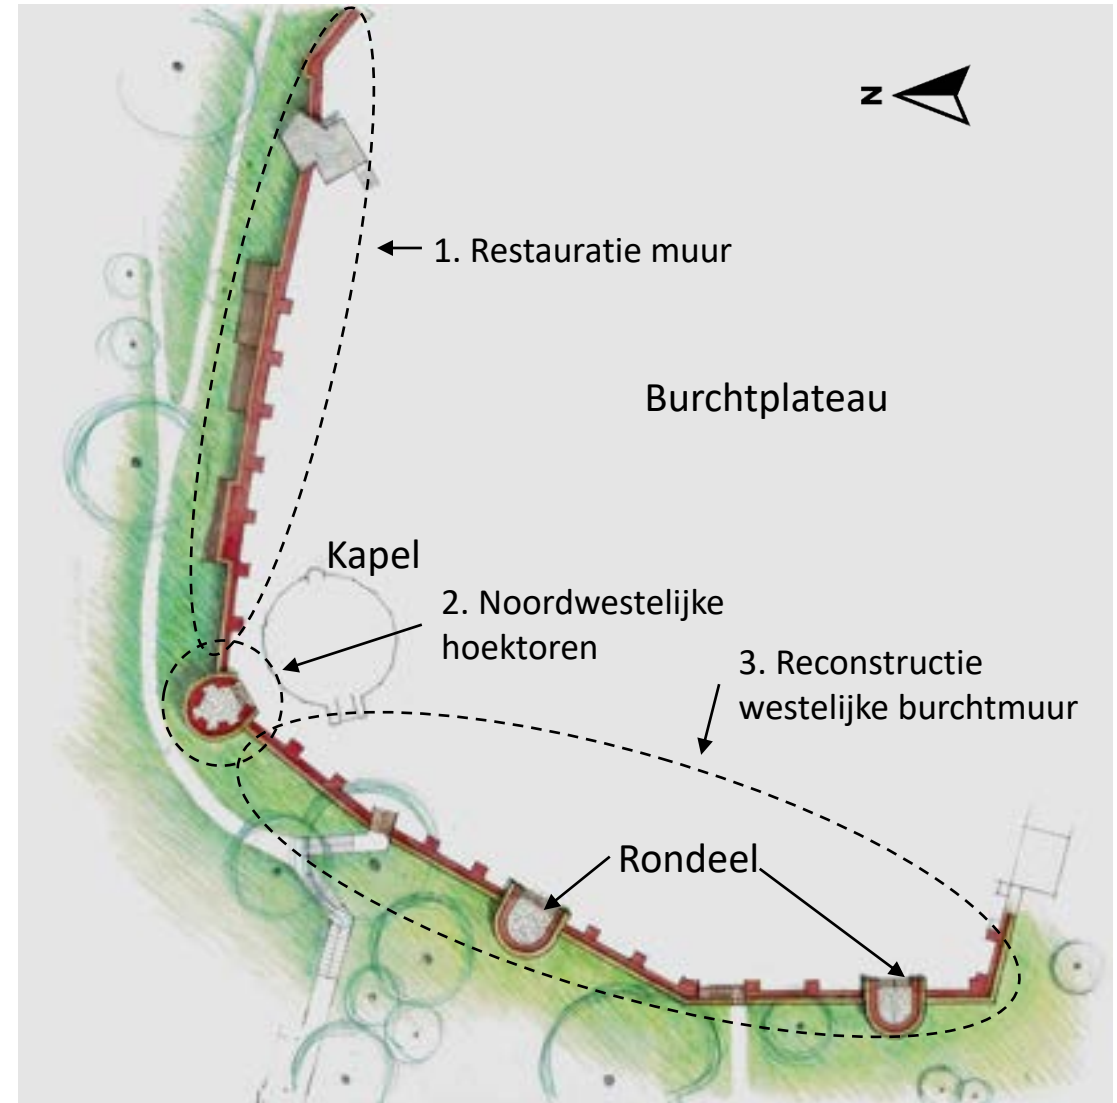 N
1. Restauratie muur
Burchtplateau
Kapel
2. Noordwestelijke
hoektoren
3. Reconstructie
westelijke burchtmuur
Rondeel